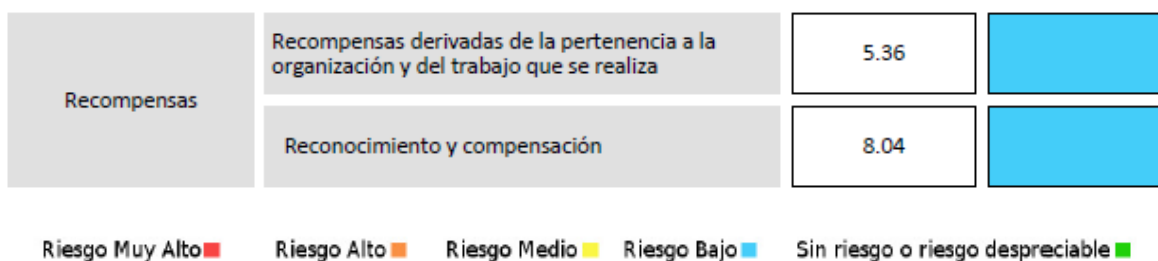 Recompensas
Recompensas derivadas de la pertenencia a la
organización y del trabajo que se realiza
5.36
Reconocimiento y compensación
8.04
Riesgo Muy Alto
Riesgo Alto
Riesgo Medio
Riesgo Bajo
Sin riesgo o riesgo despreciable